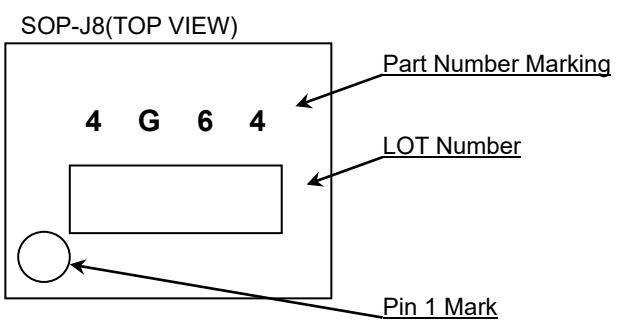 SOP-J8(TOP VIEW)
Part Number Marking
4 G 6 4
LOT Number
Pin 1 Mark